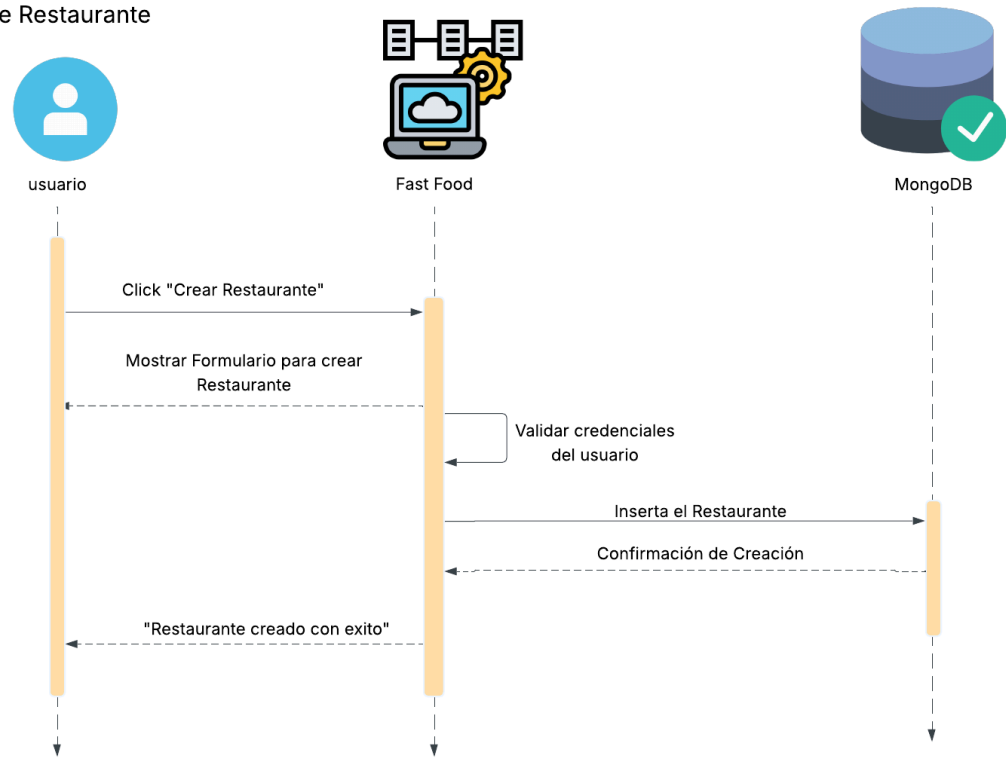 e Restaurante
usuario
Fast Food
MongoDB
Click "Crear Restaurante"
Mostrar Formulario para crear
Restaurante
Validar credenciales
del usuario
Inserta el Restaurante
Confirmación de Creación
"Restaurante creado con exito"